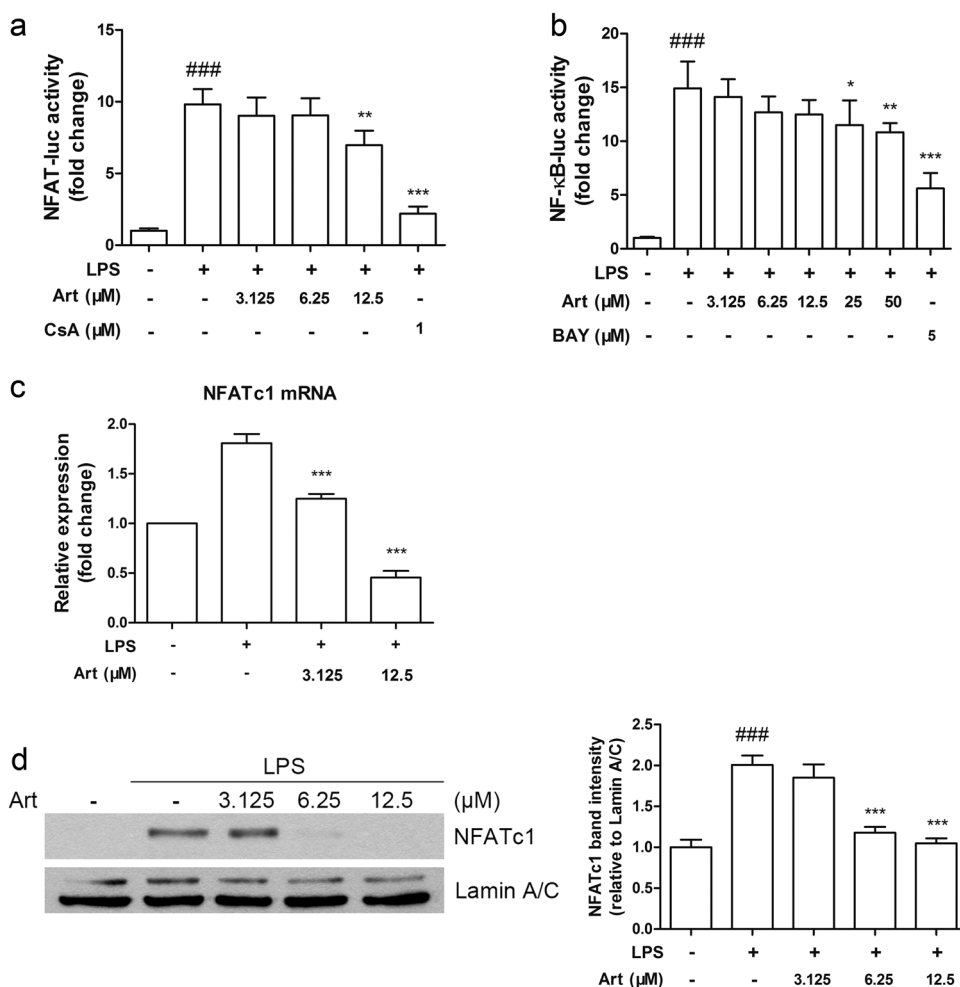 a
NFAT-luc activity
(fold change)
15
10
5
0
###
**
***
LPS - + + + + +
Art (µM) - - 3.125 6.25 12.5 -
CsA (µM) - - - - - 1
b
NF-κB-luc activity
(fold change)
20
15
10
5
0
###
*
**
***
LPS - + + + + + + +
Art (µM) - - 3.125 6.25 12.5 25 50 -
BAY (µM) - - - - - - - 5
c
NFATc1 mRNA
Relative expression
(fold change)
2.0
1.5
1.0
0.5
0.0
***
***
LPS - + + +
Art (µM) - - 3.125 12.5
d
LPS
Art - - 3.125 6.25 12.5 (µM)
NFATc1
Lamin A/C
NFATc1 band intensity
(relative to Lamin A/C)
2.5
2.0
1.5
1.0
0.5
0.0
###
***
***
LPS - + + + +
Art (µM) - - 3.125 6.25 12.5